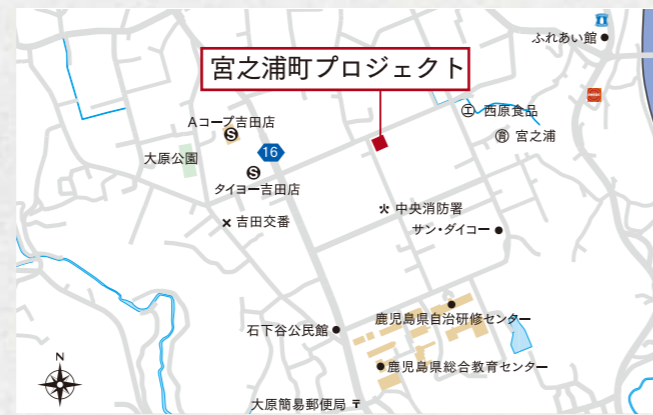 ふれあい館
宮之浦町プロジェクト
Aコープ吉田店
S
16
大原公園
S
タイヨー吉田店
吉田交番
工 西原食品
宮之浦
中央消防署
サン・ダイコー
鹿児島県自治研修センター
石下谷公民館
鹿児島県総合教育センター
N
大原簡易郵便局 〒